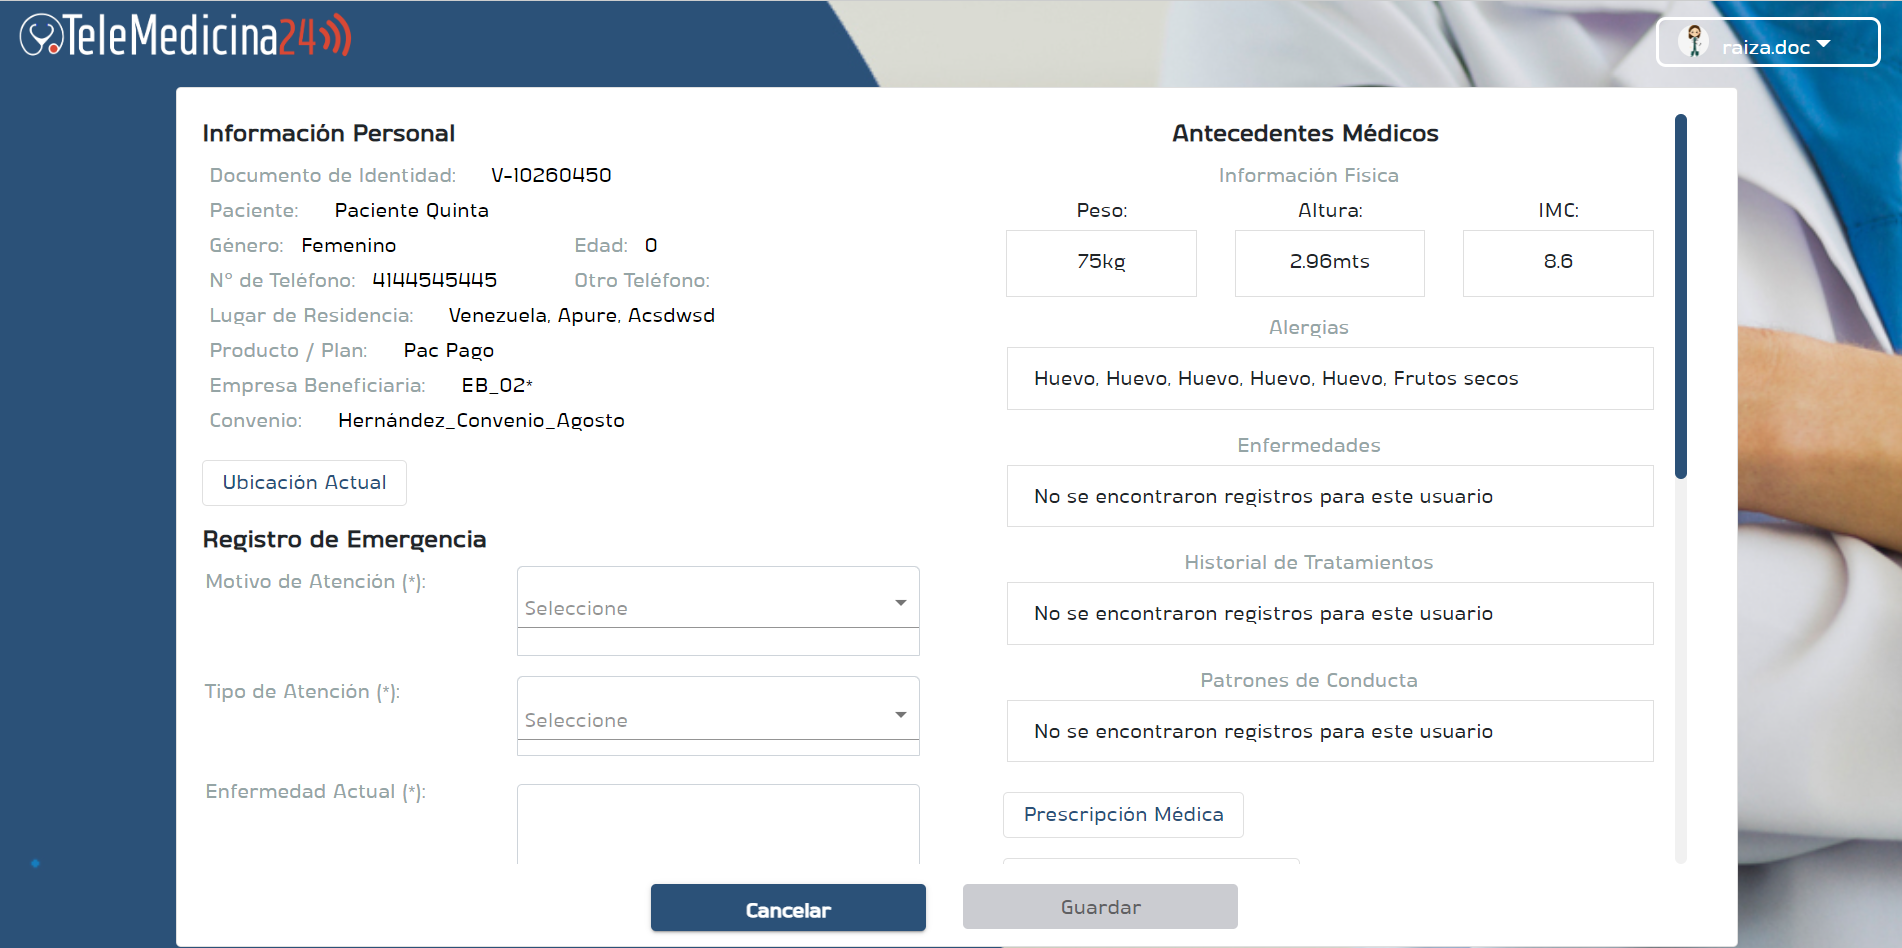 TeleMedicina24
raiza.doc
Información Personal
Documento de Identidad: V-10260450
Paciente: Paciente Quinta
Género: Femenino Edad: 0
N° de Teléfono: 4144545445 Otro Teléfono:
Lugar de Residencia: Venezuela, Apure, Acsdwsd
Producto / Plan: Pac Pago
Empresa Beneficiaria: EB_02*
Convenio: Hernández_Convenio_Agosto
Ubicación Actual
Registro de Emergencia
Motivo de Atención (*):
Seleccione
Tipo de Atención (*):
Seleccione
Enfermedad Actual (*):
Antecedentes Médicos
Información Fisica
Peso: Altura: IMC:
75kg 2.96mts 8.6
Alergias
Huevo, Huevo, Huevo, Huevo, Huevo, Frutos secos
Enfermedades
No se encontraron registros para este usuario
Historial de Tratamientos
No se encontraron registros para este usuario
Patrones de Conducta
No se encontraron registros para este usuario
Prescripción Médica
Cancelar Guardar